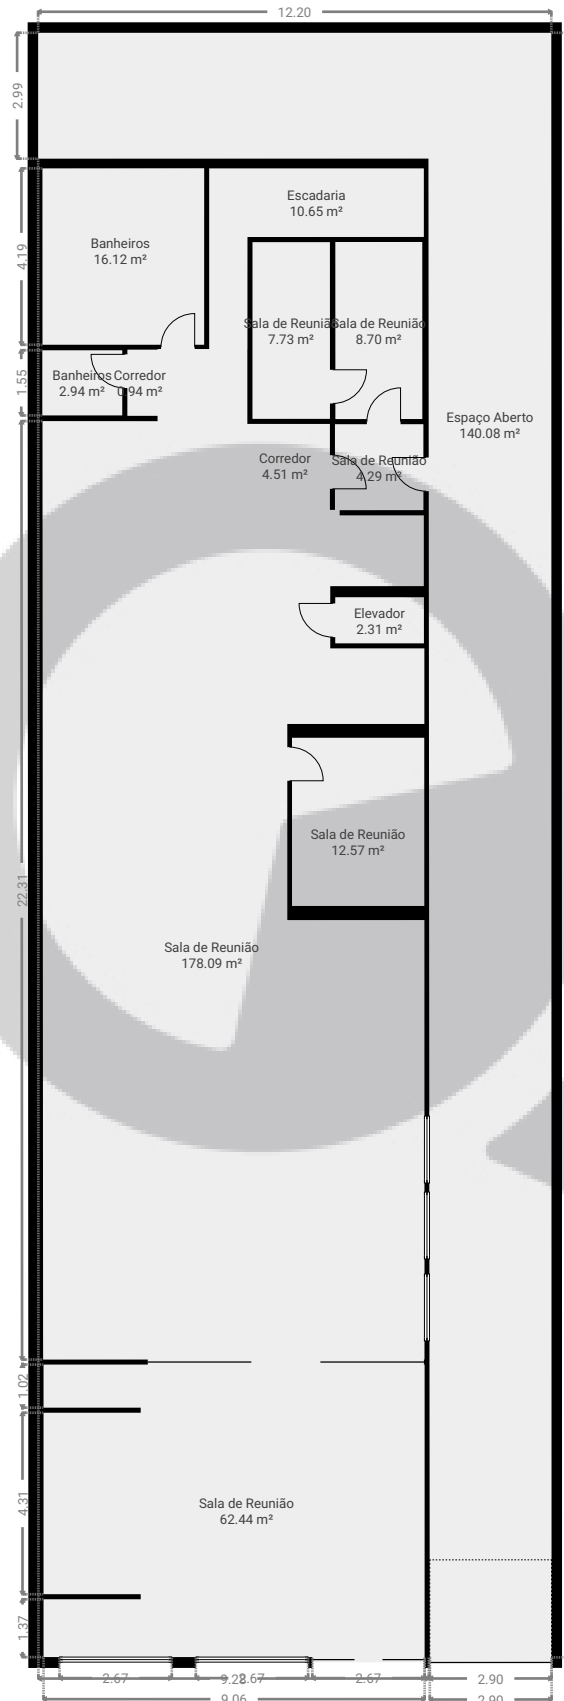 12.20
2.99
Escadaria
10.65 m²
4.19
Banheiros
16.12 m²
Sala de Reunião
7.73 m²
Sala de Reunião
8.70 m²
1.55
Banheiros
2.94 m²
Corredor
0.94 m²
Espaço Aberto
140.08 m²
Corredor
4.51 m²
Sala de Reunião
4.29 m²
Elevador
2.31 m²
Sala de Reunião
12.57 m²
22.31
Sala de Reunião
178.09 m²
1.02
4.31
Sala de Reunião
62.44 m²
1.37
2.67
9.28
2.67
2.67
2.90
9.06
2.90